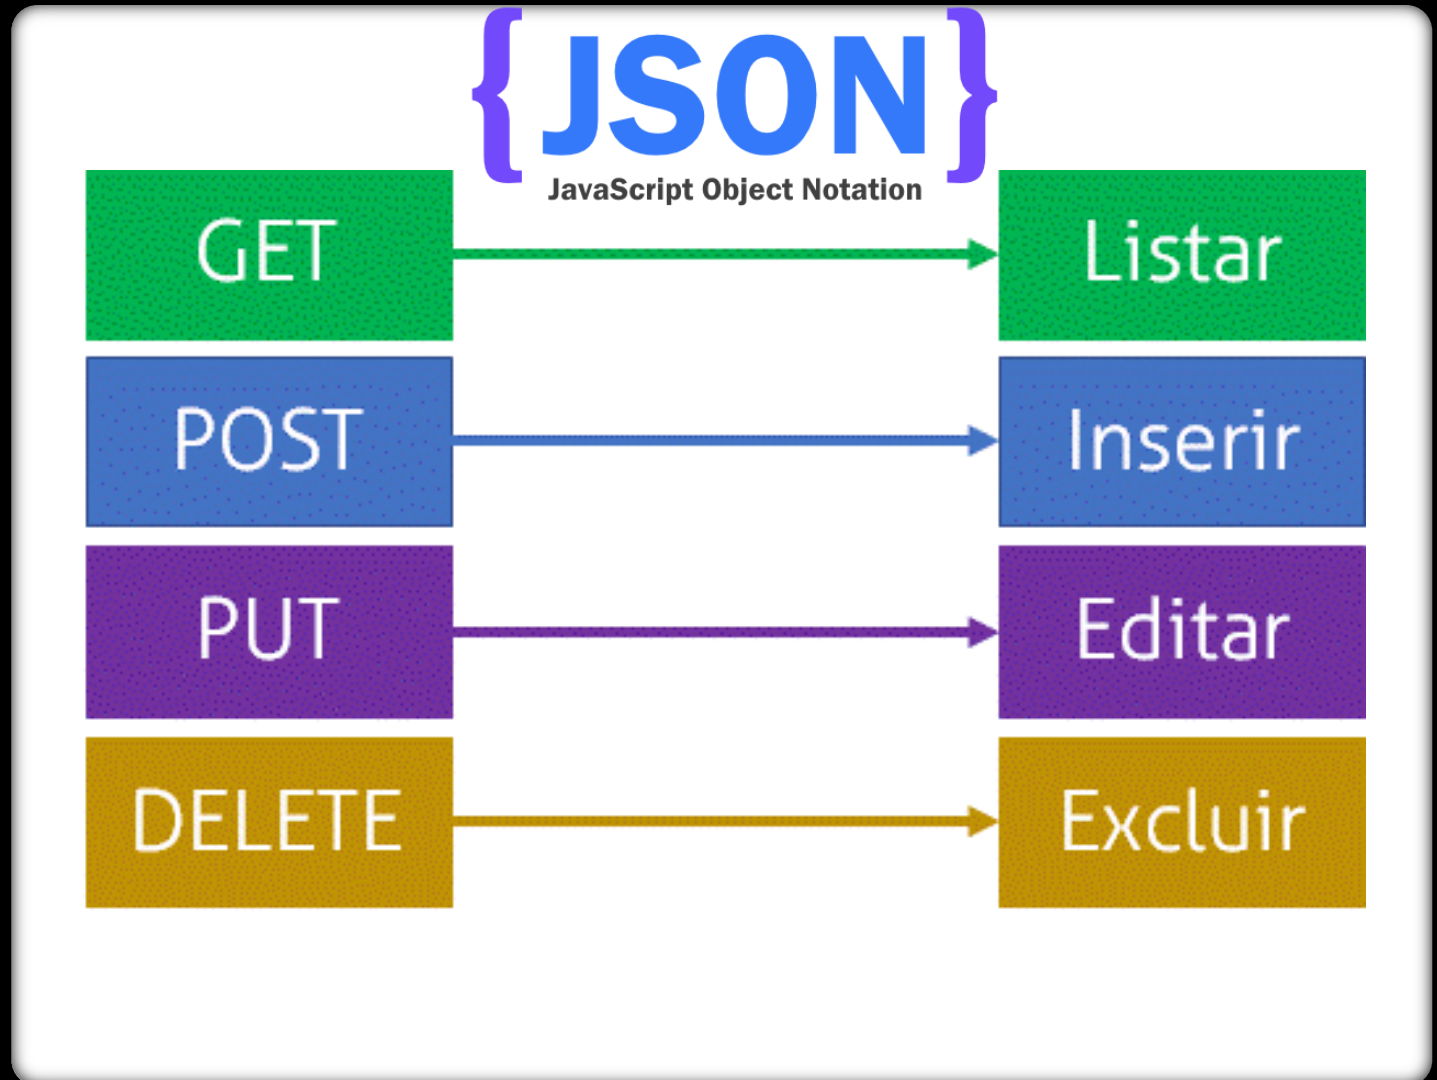 {JSON}
JavaScript Object Notation
GET
Listar
POST
Inserir
PUT
Editar
DELETE
Excluir